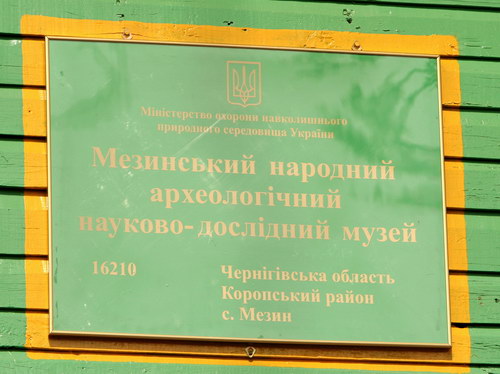 Міністерство охорони навколишнього
природного середовища України
Мезинський народний
археологічний
науково-дослідний музей
16210
Чернігівська область
Коропський район
с. Мезин